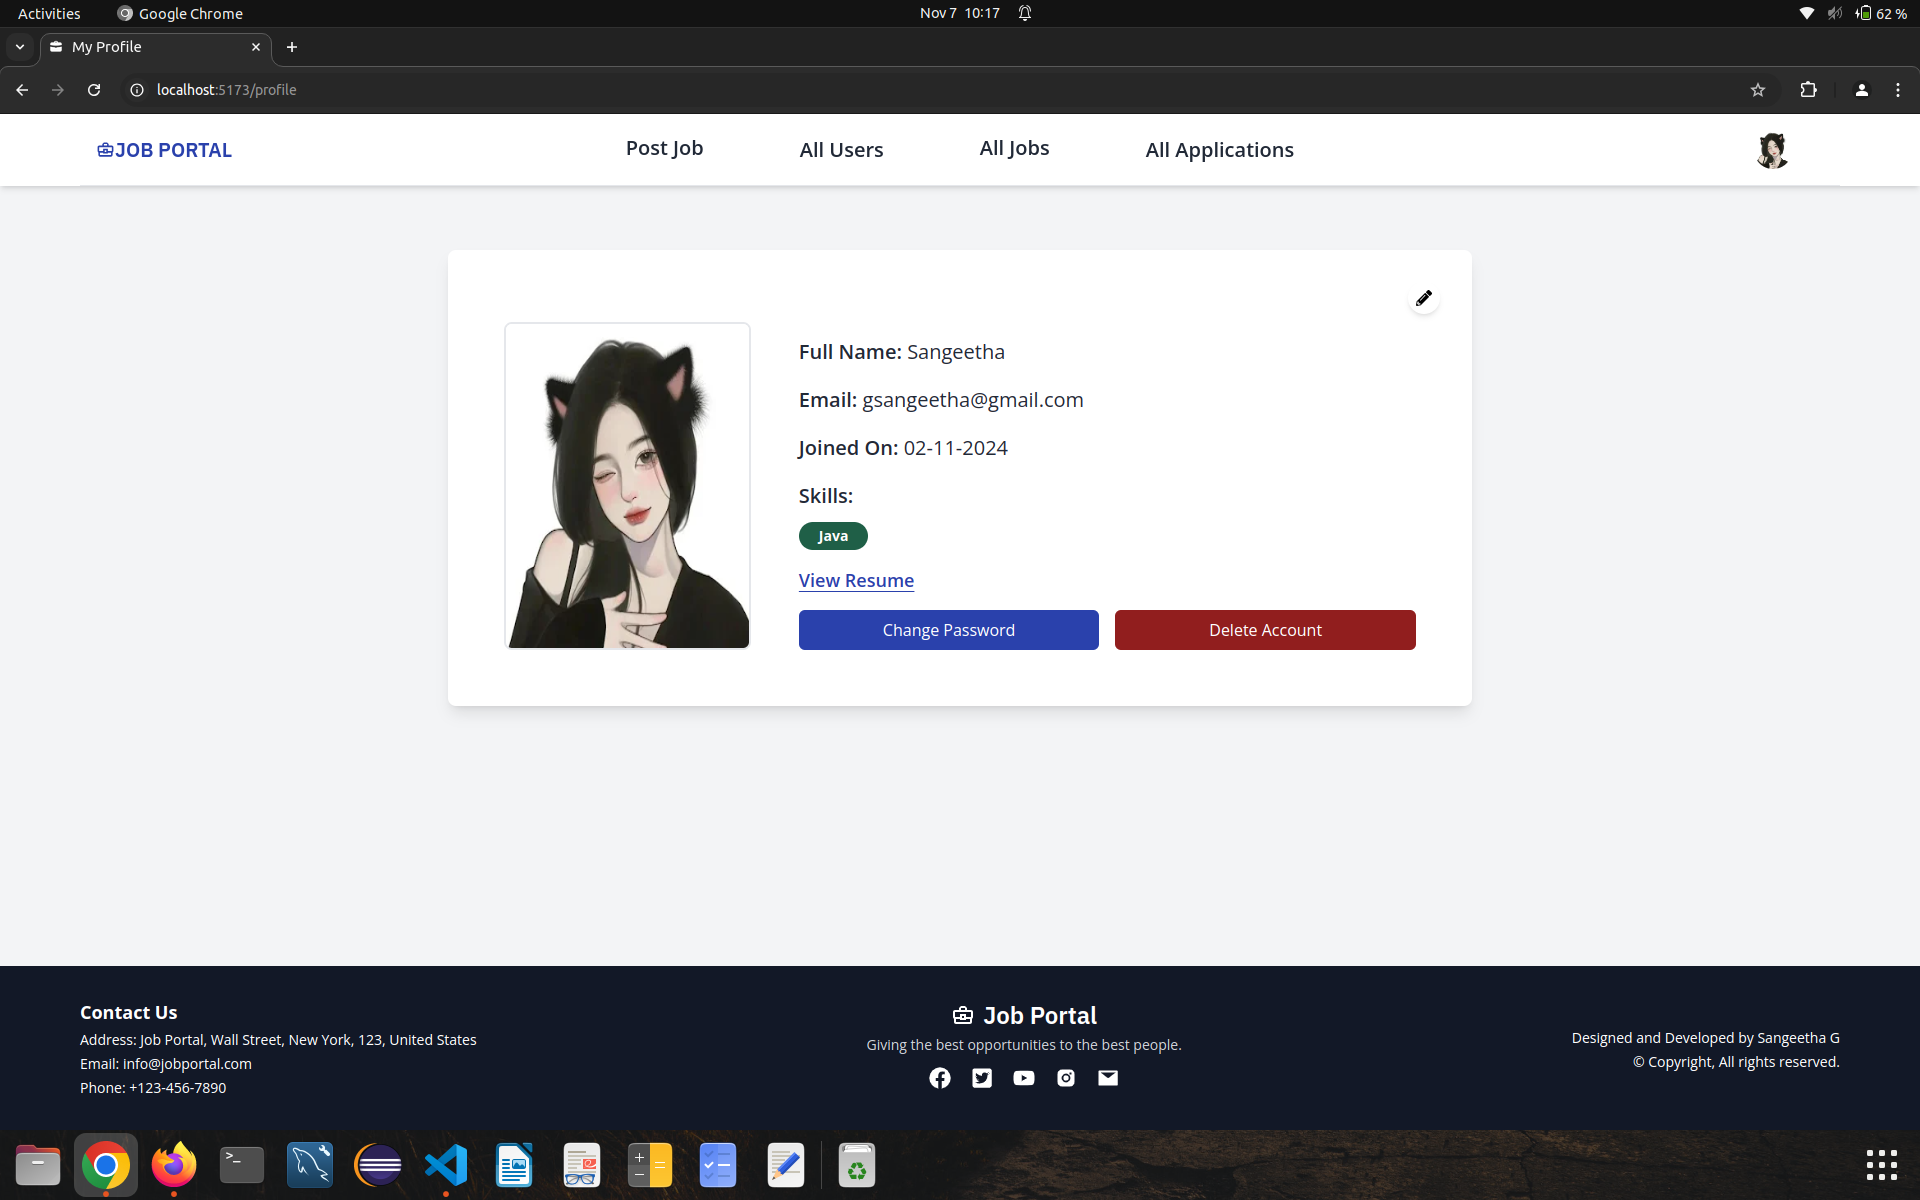 Activities Google Chrome Nov 7 10:17 62 %
My Profile
localhost:5173/profile
JOB PORTAL Post Job All Users All Jobs All Applications
Full Name: Sangeetha
Email: gsangeetha@gmail.com
Joined On: 02-11-2024
Skills:
Java
View Resume
Change Password Delete Account
Contact Us
Address: Job Portal, Wall Street, New York, 123, United States
Email: info@jobportal.com
Phone: +123-456-7890
Job Portal
Giving the best opportunities to the best people.
Designed and Developed by Sangeetha G
© Copyright, All rights reserved.